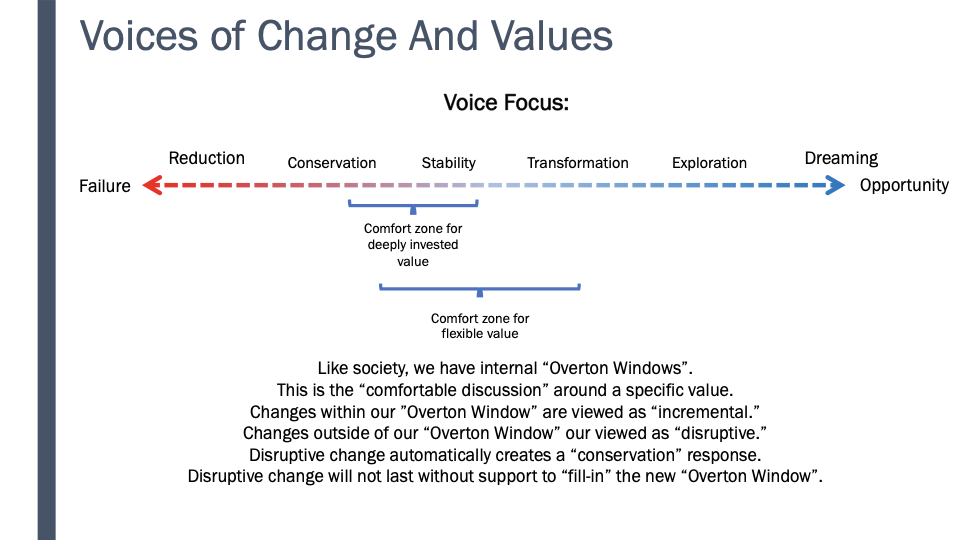 Voices of Change And Values
Voice Focus:
Reduction
Conservation
Stability
Transformation
Exploration
Dreaming
Failure
Opportunity
Comfort zone for
deeply invested
value
Comfort zone for
flexible value
Like society, we have internal “Overton Windows”.
This is the “comfortable discussion” around a specific value.
Changes within our ”Overton Window” are viewed as “incremental.”
Changes outside of our “Overton Window” our viewed as “disruptive.”
Disruptive change automatically creates a “conservation” response.
Disruptive change will not last without support to “fill-in” the new “Overton Window”.